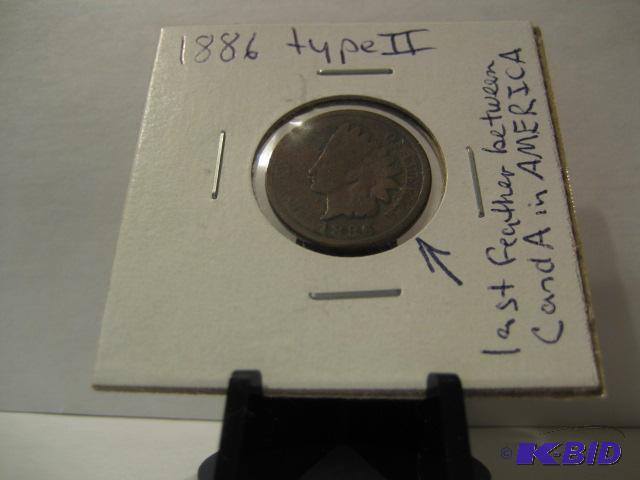 1886 type II
last feather between
C and A in AMERICA
1886
© K-BID